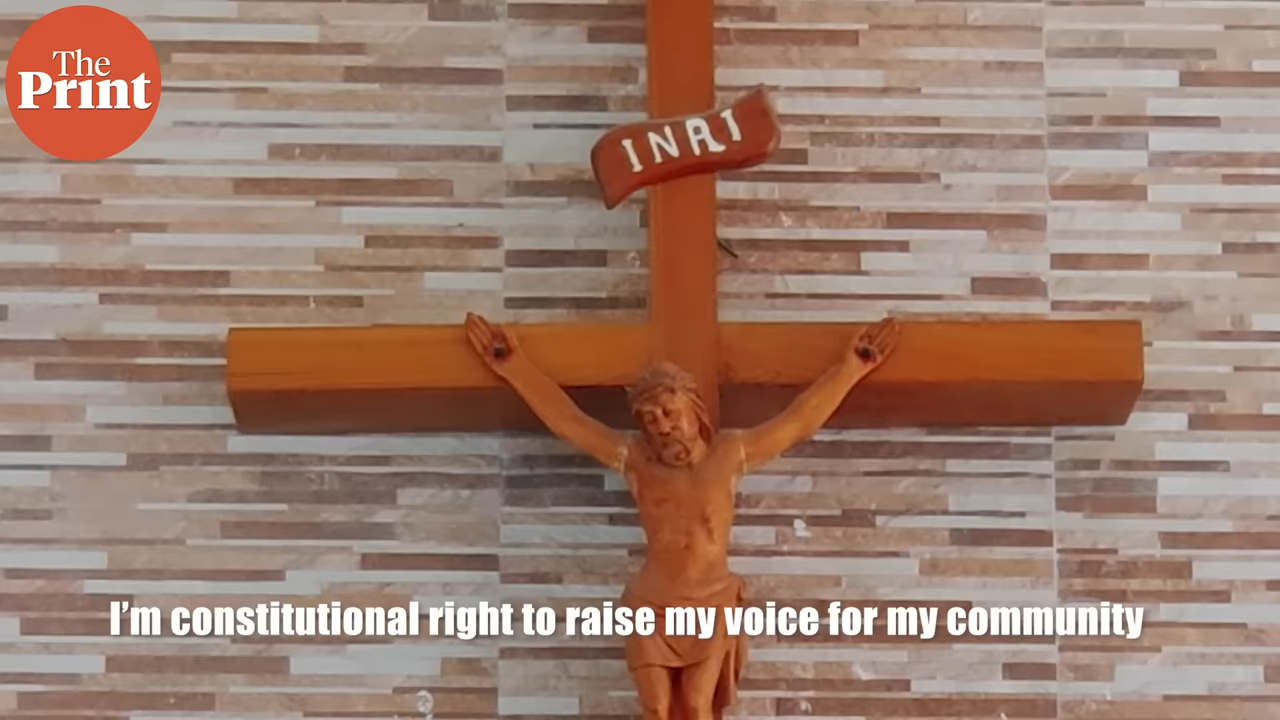 The
Print
INRI
I'm constitutional right to raise my voice for my community